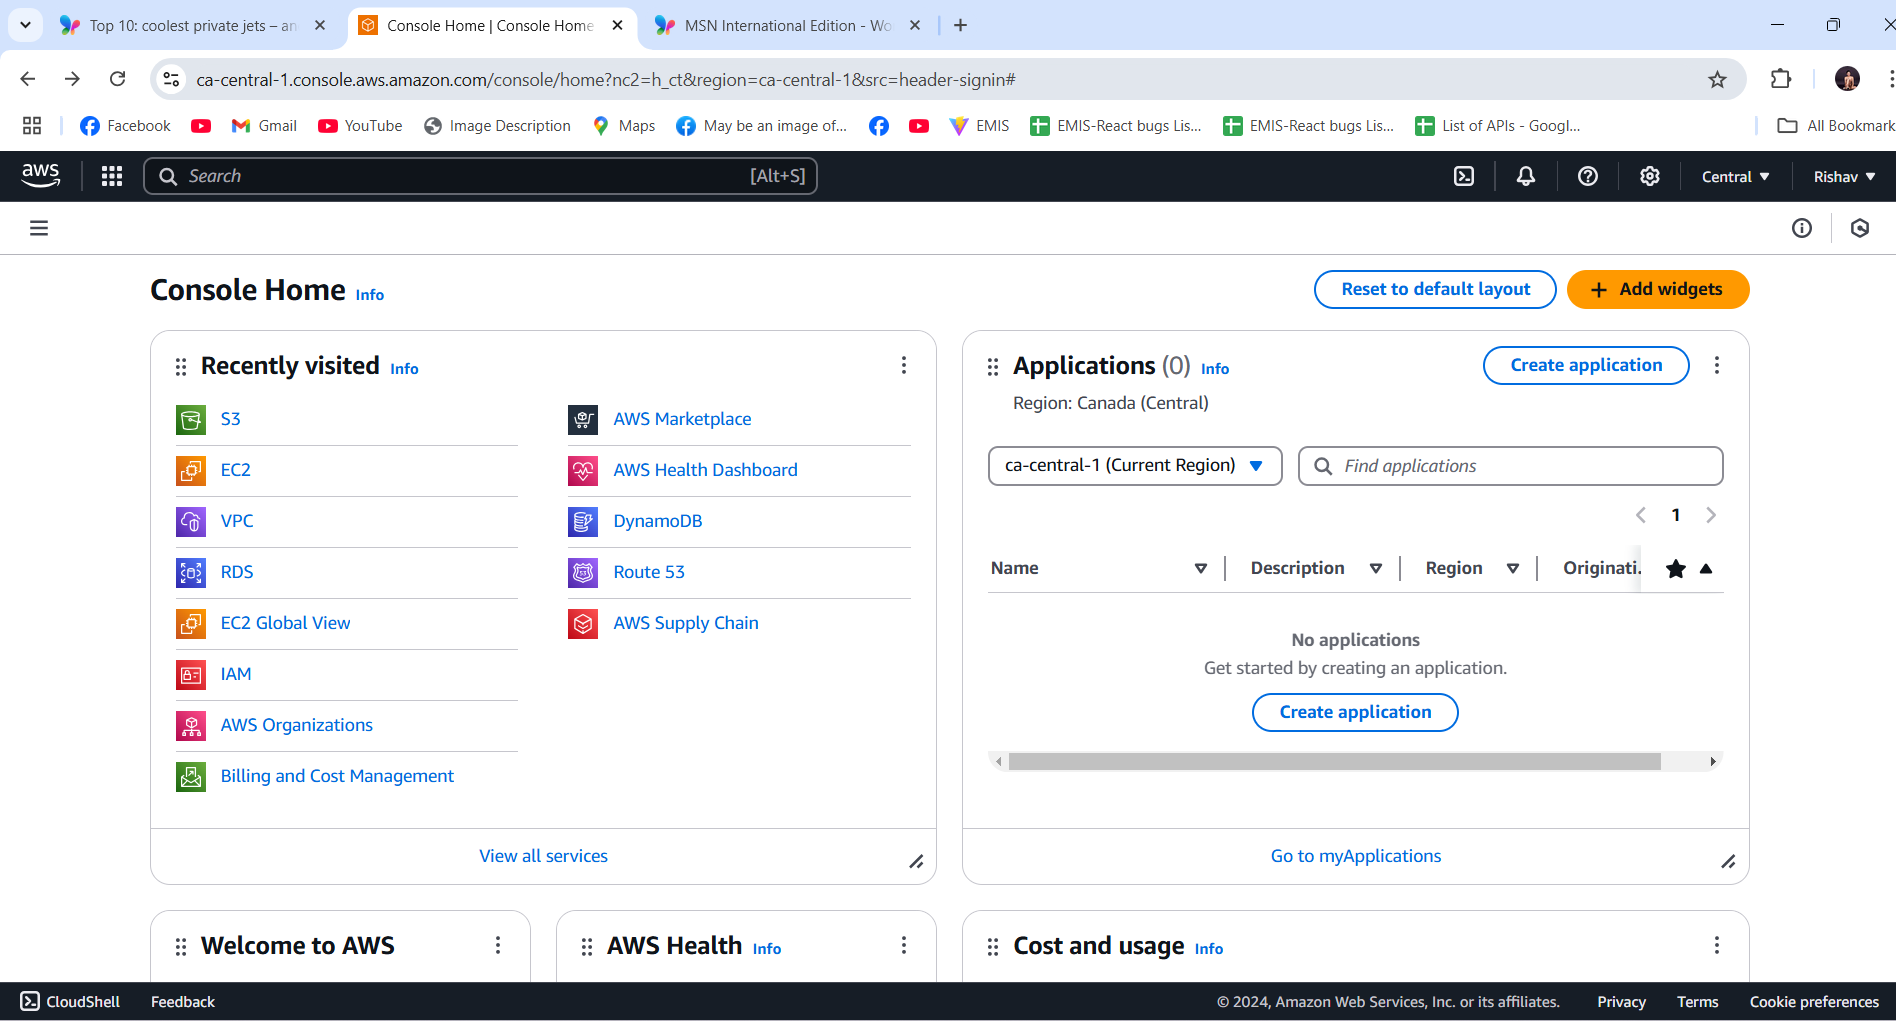 Top 10: coolest private jets – an
Console Home | Console Home
MSN International Edition - Wo
ca-central-1.console.aws.amazon.com/console/home?nc2=h_ct&region=ca-central-1&src=header-signin#
Facebook
Gmail
YouTube
Image Description
Maps
May be an image of...
EMIS
EMIS-React bugs Lis...
EMIS-React bugs Lis...
List of APIs - Googl...
All Bookmark
aws
Search
[Alt+S]
Central
Rishav
Console Home Info
Reset to default layout
Add widgets
Recently visited Info
S3
EC2
VPC
RDS
EC2 Global View
IAM
AWS Organizations
Billing and Cost Management
AWS Marketplace
AWS Health Dashboard
DynamoDB
Route 53
AWS Supply Chain
View all services
Applications (0) Info
Create application
Region: Canada (Central)
ca-central-1 (Current Region)
Find applications
1
Name
Description
Region
Originati.
No applications
Get started by creating an application.
Create application
Go to myApplications
Welcome to AWS
AWS Health Info
Cost and usage Info
CloudShell
Feedback
© 2024, Amazon Web Services, Inc. or its affiliates.
Privacy
Terms
Cookie preferences